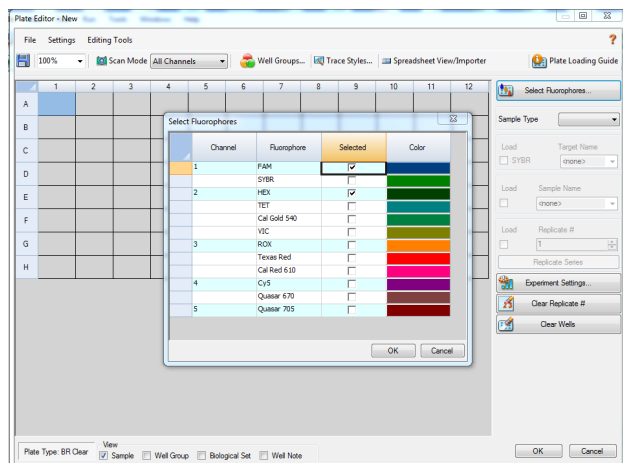 Plate Editor - New
File Settings Editing Tools ?
100% Scan Mode All Channels Well Groups... Trace Styles... Spreadsheet View/Importer Plate Loading Guide
1 2 3 4 5 6 7 8 9 10 11 12
A
B
C
D
E
F
G
H
Select Fluorophores
Channel Fluorophore Selected Color
1 FAM
SYBR
2 HEX
TET
Cal Gold 540
VIC
3 ROX
Texas Red
Cal Red 610
4 Cy5
Quasar 670
5 Quasar 705
OK Cancel
Select Fluorophores...
Sample Type
Load Target Name
SYBR <none>
Load Sample Name
<none>
Load Replicate #
1
Replicate Series
Experiment Settings...
Clear Replicate #
Clear Wells
Plate Type: BR Clear View Sample Well Group Biological Set Well Note
OK Cancel